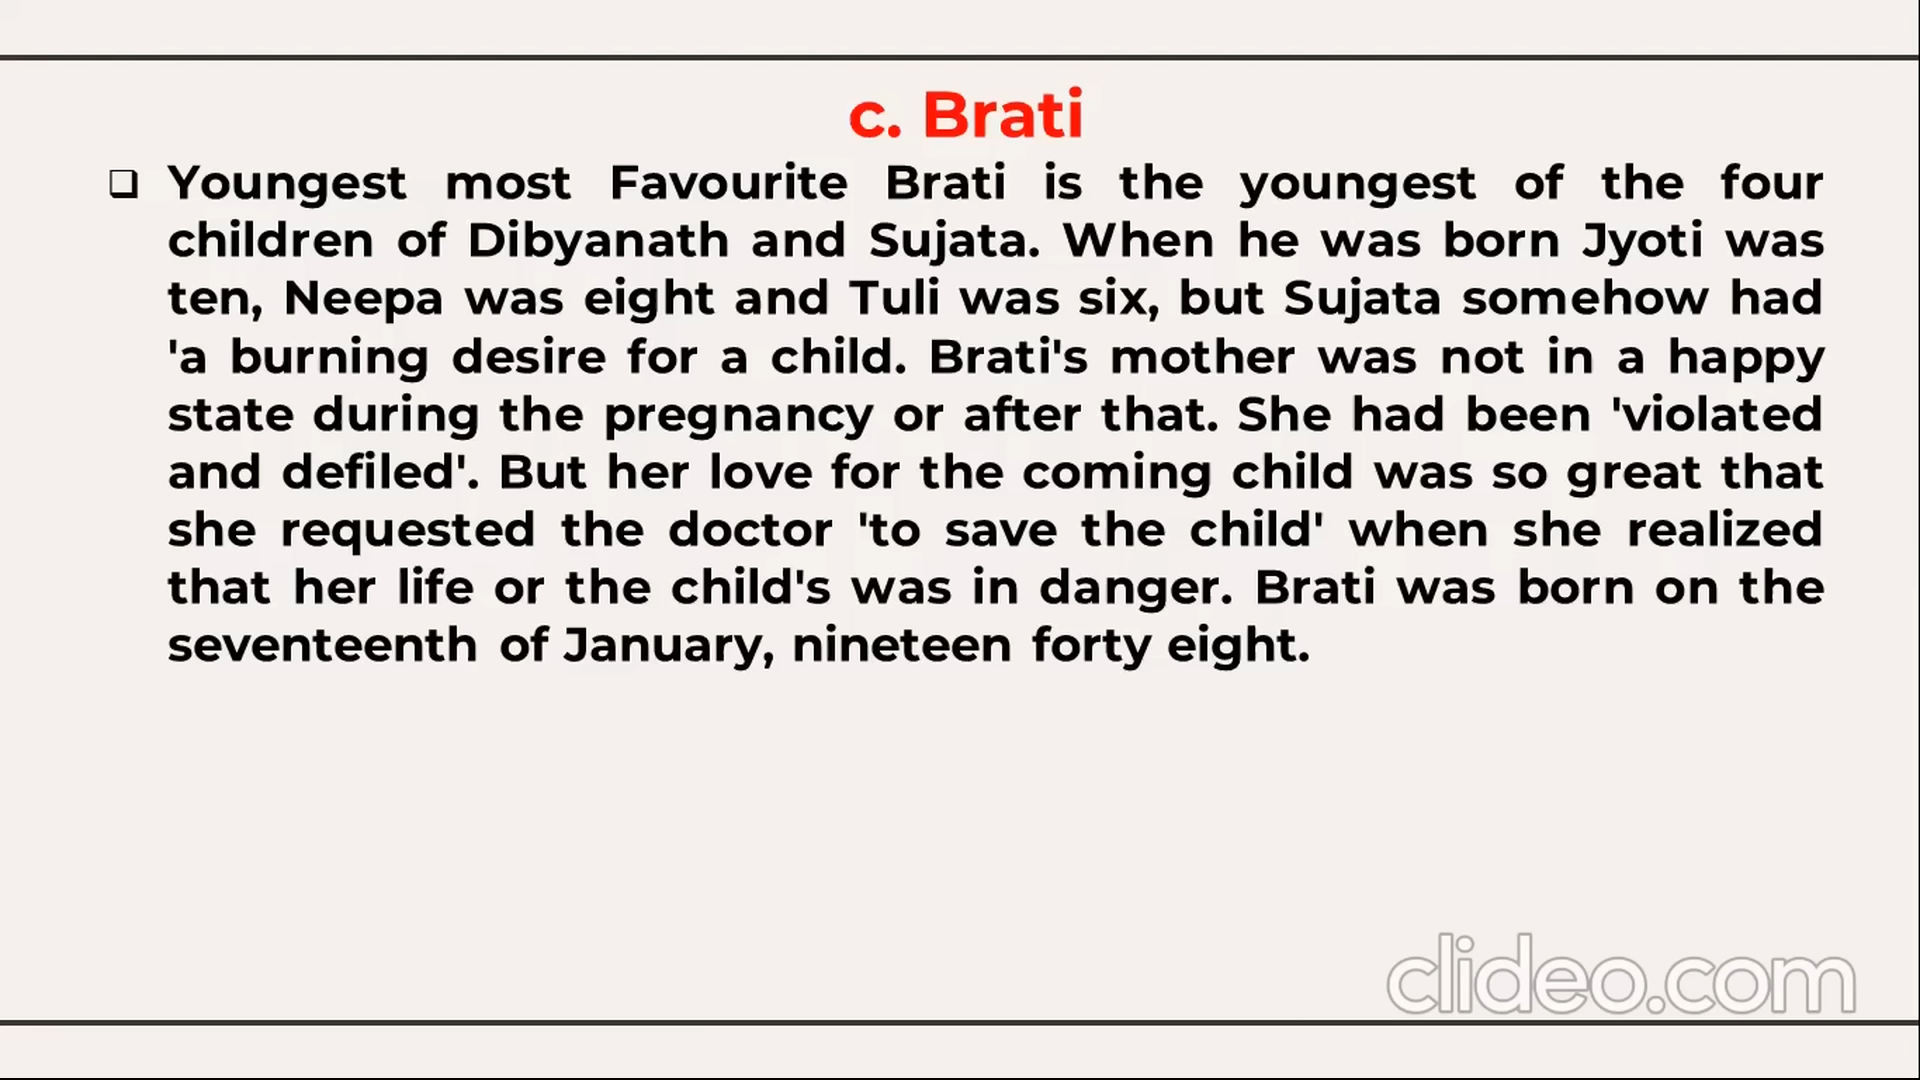 c. Brati
❑ Youngest most Favourite Brati is the youngest of the four
children of Dibyanath and Sujata. When he was born Jyoti was
ten, Neepa was eight and Tuli was six, but Sujata somehow had
'a burning desire for a child. Brati's mother was not in a happy
state during the pregnancy or after that. She had been 'violated
and defiled'. But her love for the coming child was so great that
she requested the doctor 'to save the child' when she realized
that her life or the child's was in danger. Brati was born on the
seventeenth of January, nineteen forty eight.
clideo.com